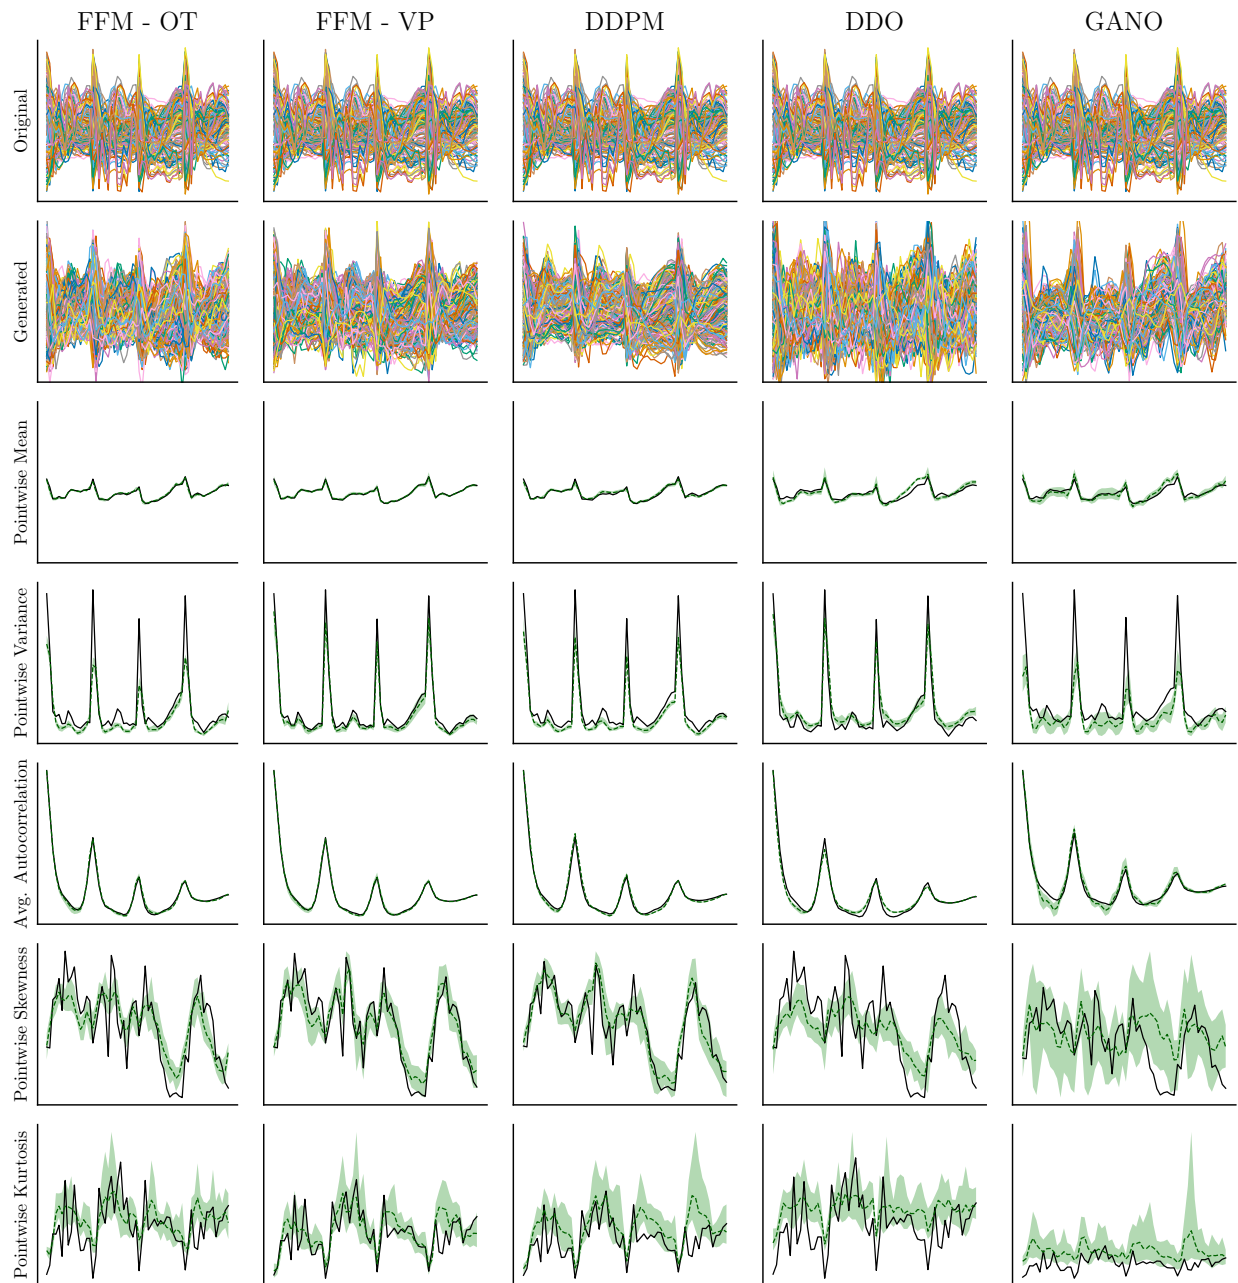 FFM - OT
FFM - VP
DDPM
DDO
GANO
Original
Generated
Pointwise Mean
Pointwise Variance
Avg. Autocorrelation
Pointwise Skewness
Pointwise Kurtosis